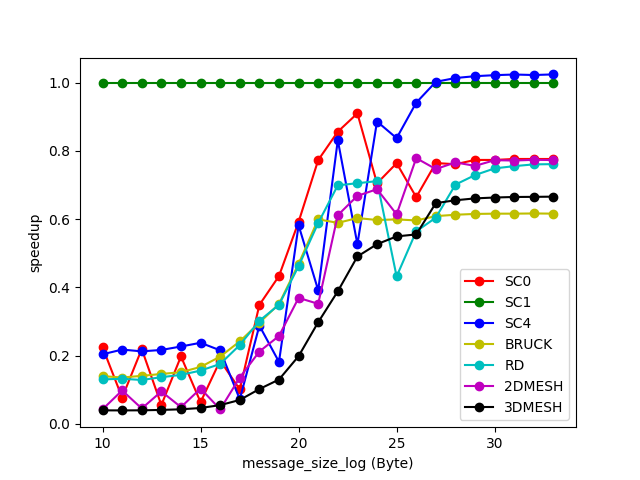 1.0
0.8
0.6
0.4
0.2
0.0
speedup
10 15 20 25 30
message_size_log (Byte)
SC0
SC1
SC4
BRUCK
RD
2DMESH
3DMESH